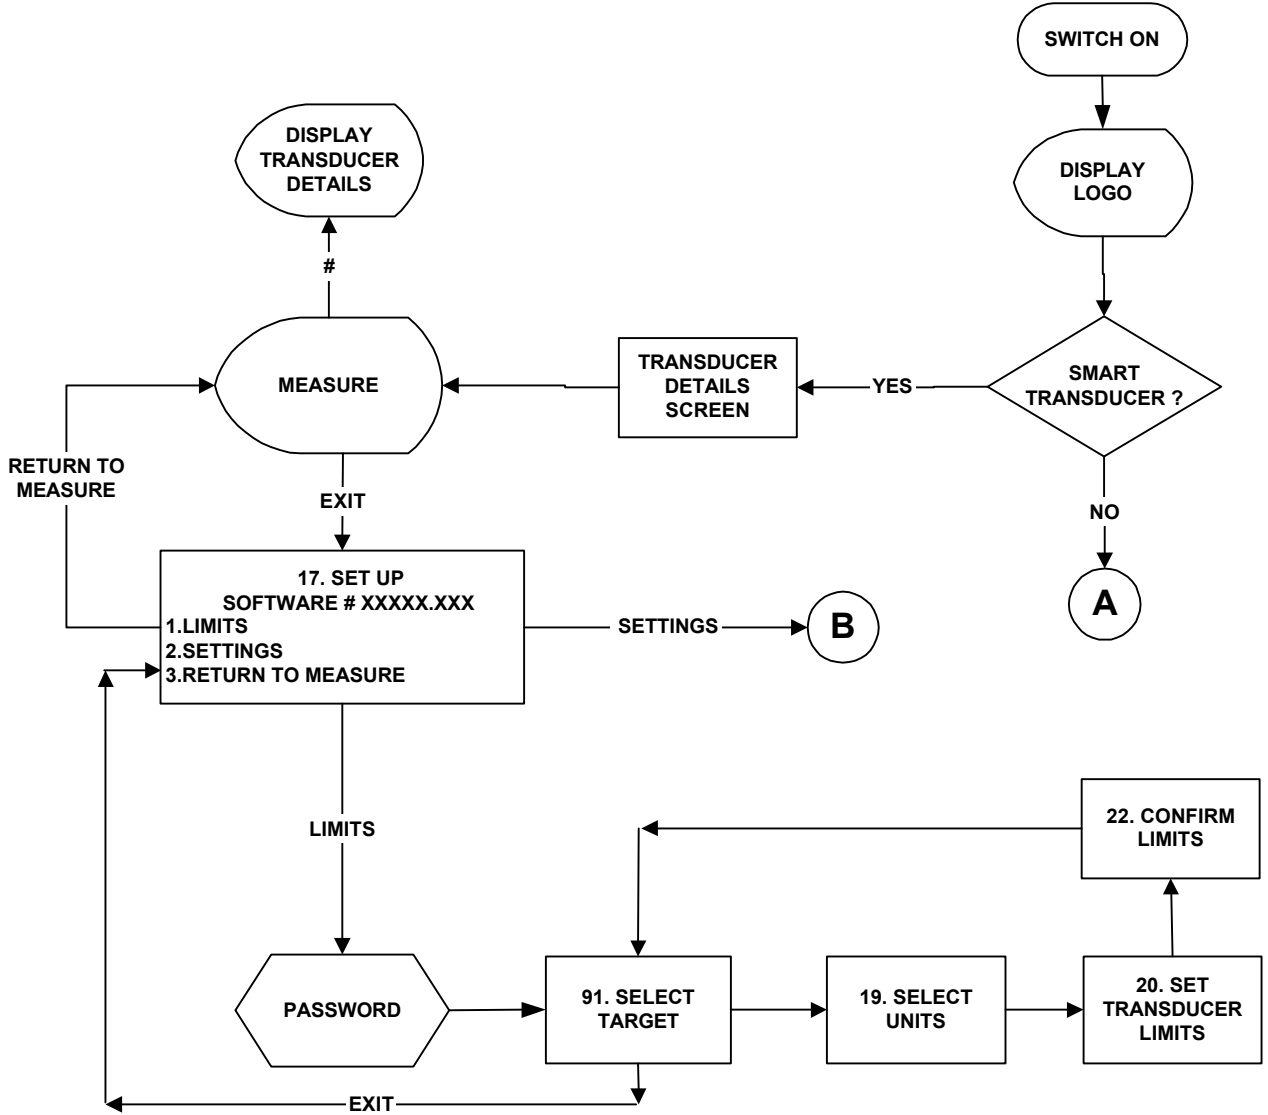 SWITCH ON
DISPLAY
TRANSDUCER
DETAILS
DISPLAY
LOGO
#
MEASURE
TRANSDUCER
DETAILS
SCREEN
YES
SMART
TRANSDUCER ?
RETURN TO
MEASURE
EXIT
NO
17. SET UP
SOFTWARE # XXXXX.XXX
1.LIMITS
2.SETTINGS
3.RETURN TO MEASURE
SETTINGS
B
A
LIMITS
22. CONFIRM
LIMITS
PASSWORD
91. SELECT
TARGET
19. SELECT
UNITS
20. SET
TRANSDUCER
LIMITS
EXIT